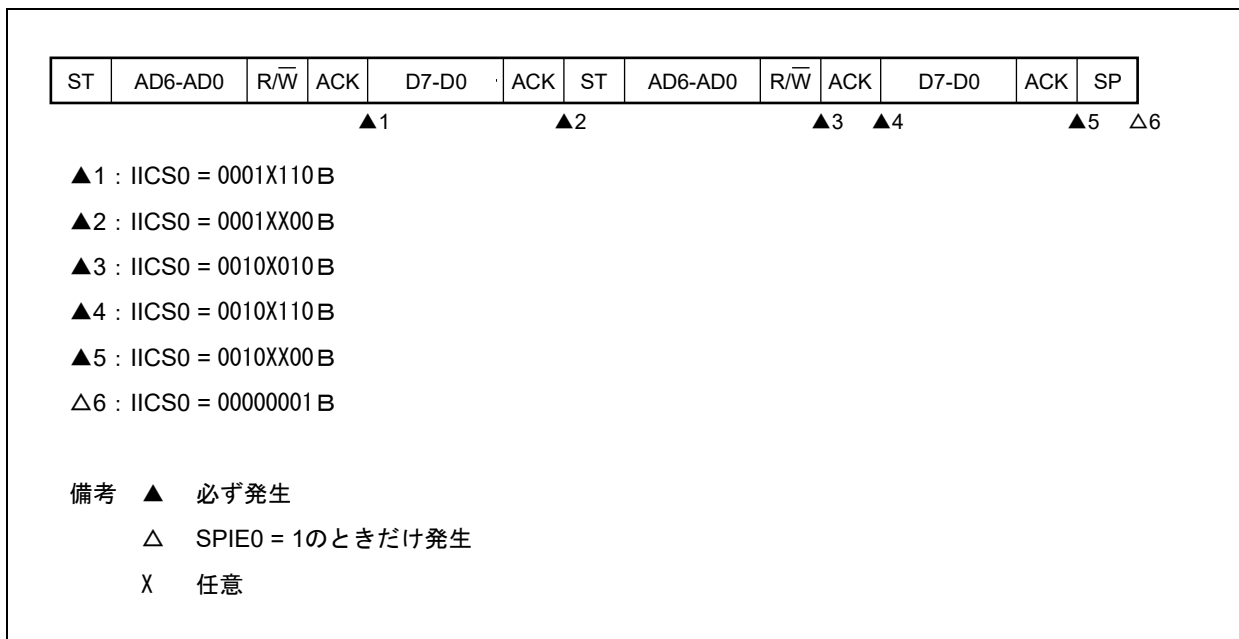 ST AD6-AD0 R/W̅ ACK D7-D0 ACK ST AD6-AD0 R/W̅ ACK D7-D0 ACK SP
▲1 ▲2 ▲3 ▲4 ▲5 △6
▲1 : IICS0 = 0001X110B
▲2 : IICS0 = 0001XX00B
▲3 : IICS0 = 0010X010B
▲4 : IICS0 = 0010X110B
▲5 : IICS0 = 0010XX00B
△6 : IICS0 = 00000001B
備考 ▲ 必ず発生
△ SPIE0 = 1のときだけ発生
X 任意